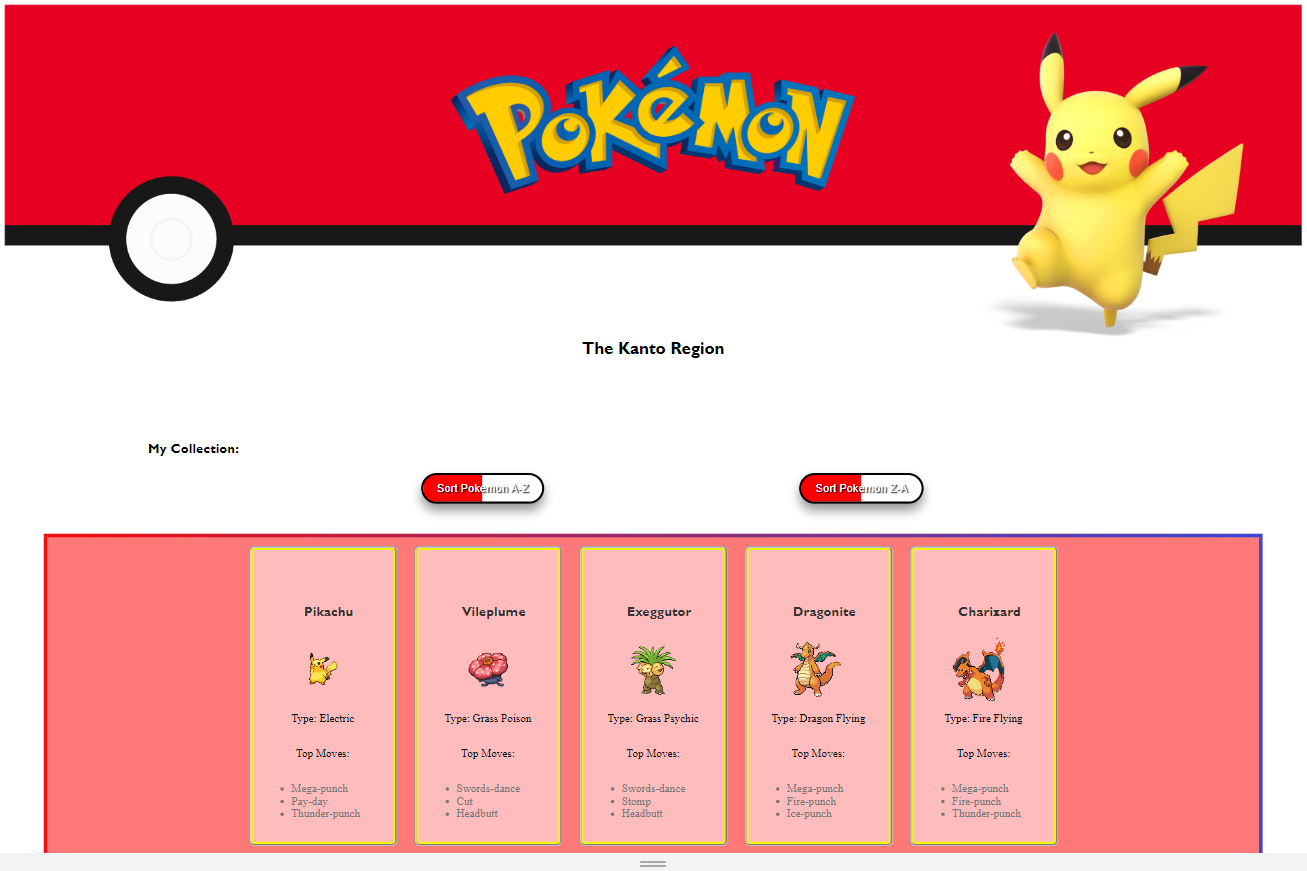 Pokémon
The Kanto Region
My Collection:
Sort Pokemon A-Z
Sort Pokemon Z-A
Pikachu
Type: Electric
Top Moves:
Mega-punch
Pay-day
Thunder-punch
Vileplume
Type: Grass Poison
Top Moves:
Swords-dance
Cut
Headbutt
Exeggutor
Type: Grass Psychic
Top Moves:
Swords-dance
Stomp
Headbutt
Dragonite
Type: Dragon Flying
Top Moves:
Mega-punch
Fire-punch
Ice-punch
Charizard
Type: Fire Flying
Top Moves:
Mega-punch
Fire-punch
Thunder-punch